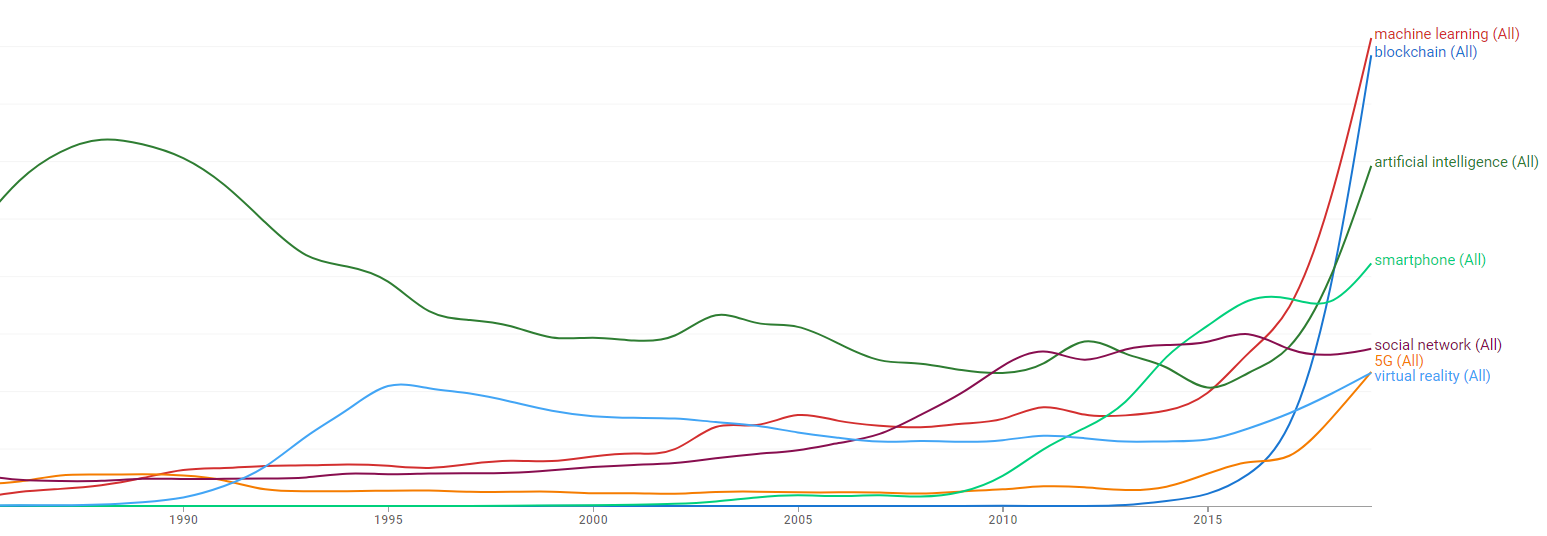 machine learning (All)
blockchain (All)
artificial intelligence (All)
smartphone (All)
social network (All)
5G (All)
virtual reality (All)
1990 1995 2000 2005 2010 2015